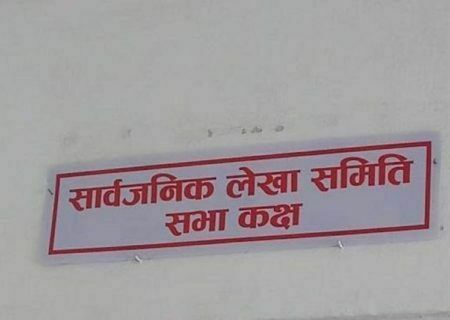 सार्वजनिक लेखा समिति
सभा कक्ष